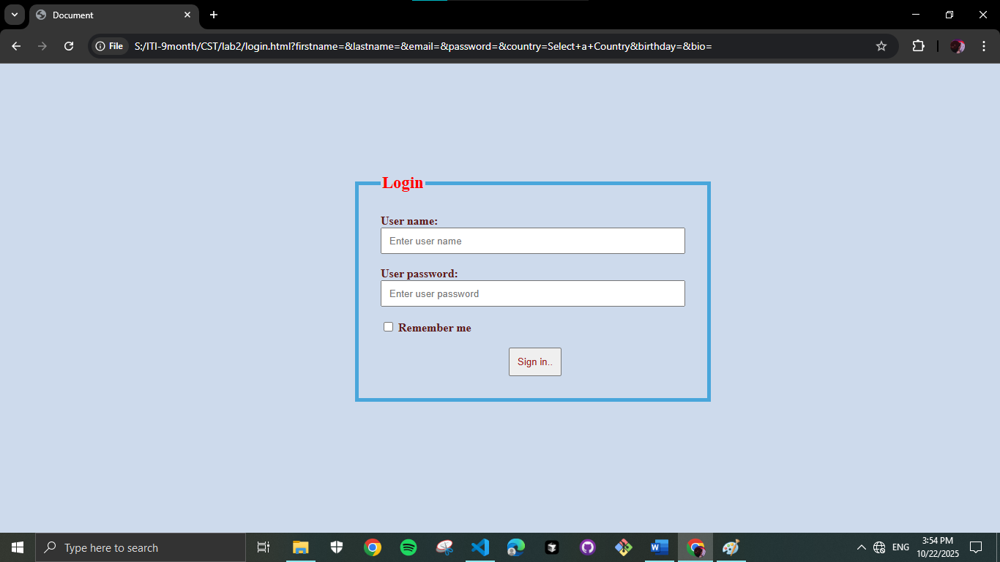 Document
File
S:/ITI-9month/CST/lab2/login.html?firstname=&lastname=&email=&password=&country=Select+a+Country&birthday=&bio=
Login
User name:
Enter user name
User password:
Enter user password
Remember me
Sign in..
Type here to search
ENG
3:54 PM
10/22/2025